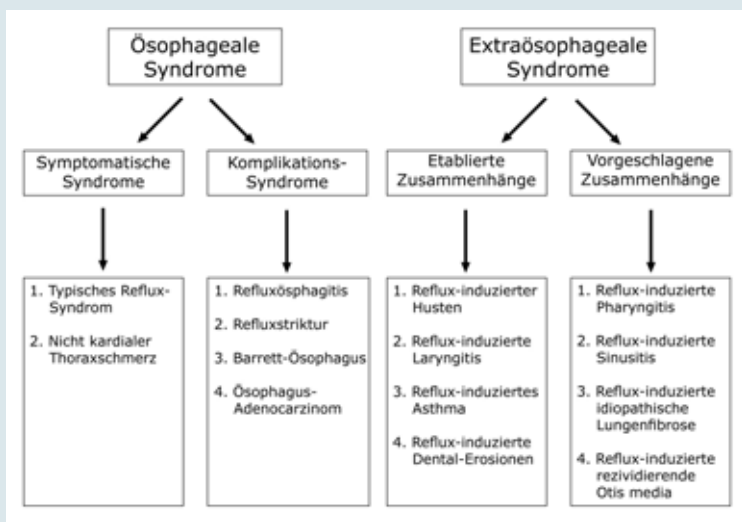 Ösophageale
Syndrome
Extraösophageale
Syndrome
Symptomatische
Syndrome
Komplikations-
Syndrome
Etablierte
Zusammenhänge
Vorgeschlagene
Zusammenhänge
1. Typisches Reflux-
Syndrom
2. Nicht kardialer
Thoraxschmerz
1. Refluxösphagitis
2. Refluxstriktur
3. Barrett-Ösophagus
4. Ösophagus-
Adenocarzinom
1. Reflux-induzierter
Husten
2. Reflux-induzierte
Laryngitis
3. Reflux-induziertes
Asthma
4. Reflux-induzierte
Dental-Erosionen
1. Reflux-induzierte
Pharyngitis
2. Reflux-induzierte
Sinusitis
3. Reflux-induzierte
idiopathische
Lungenfibrose
4. Reflux-induzierte
rezividierende
Otis media